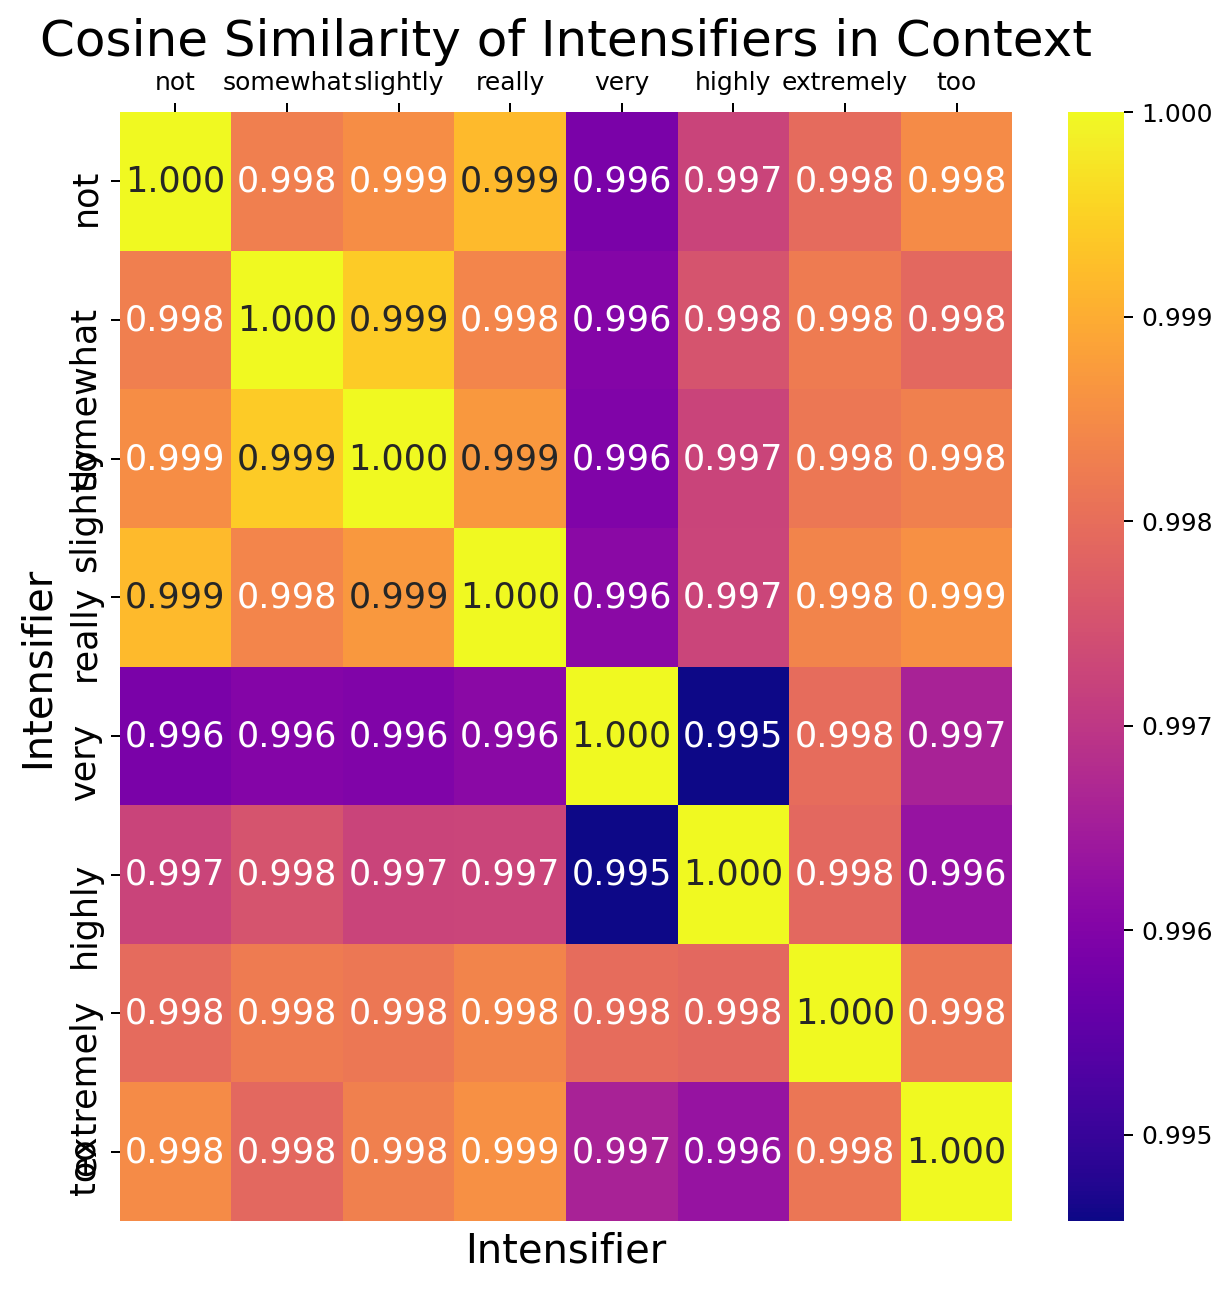 Cosine Similarity of Intensifiers in Context
not somewhat slightly really very highly extremely too
not 1.000 0.998 0.999 0.999 0.996 0.997 0.998 0.998
somewhat 0.998 1.000 0.999 0.998 0.996 0.998 0.998 0.998
slightly 0.999 0.999 1.000 0.999 0.996 0.997 0.998 0.998
really 0.999 0.998 0.999 1.000 0.996 0.997 0.998 0.999
very 0.996 0.996 0.996 0.996 1.000 0.995 0.998 0.997
highly 0.997 0.998 0.997 0.997 0.995 1.000 0.998 0.996
extremely 0.998 0.998 0.998 0.998 0.998 0.998 1.000 0.998
too 0.998 0.998 0.998 0.999 0.997 0.996 0.998 1.000
Intensifier
Intensifier
1.000
0.999
0.998
0.997
0.996
0.995